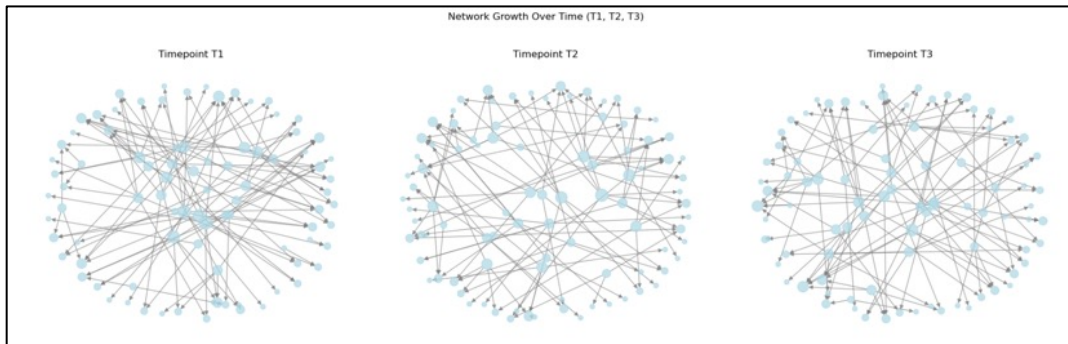 Network Growth Over Time (T1, T2, T3)
Timepoint T1
Timepoint T2
Timepoint T3